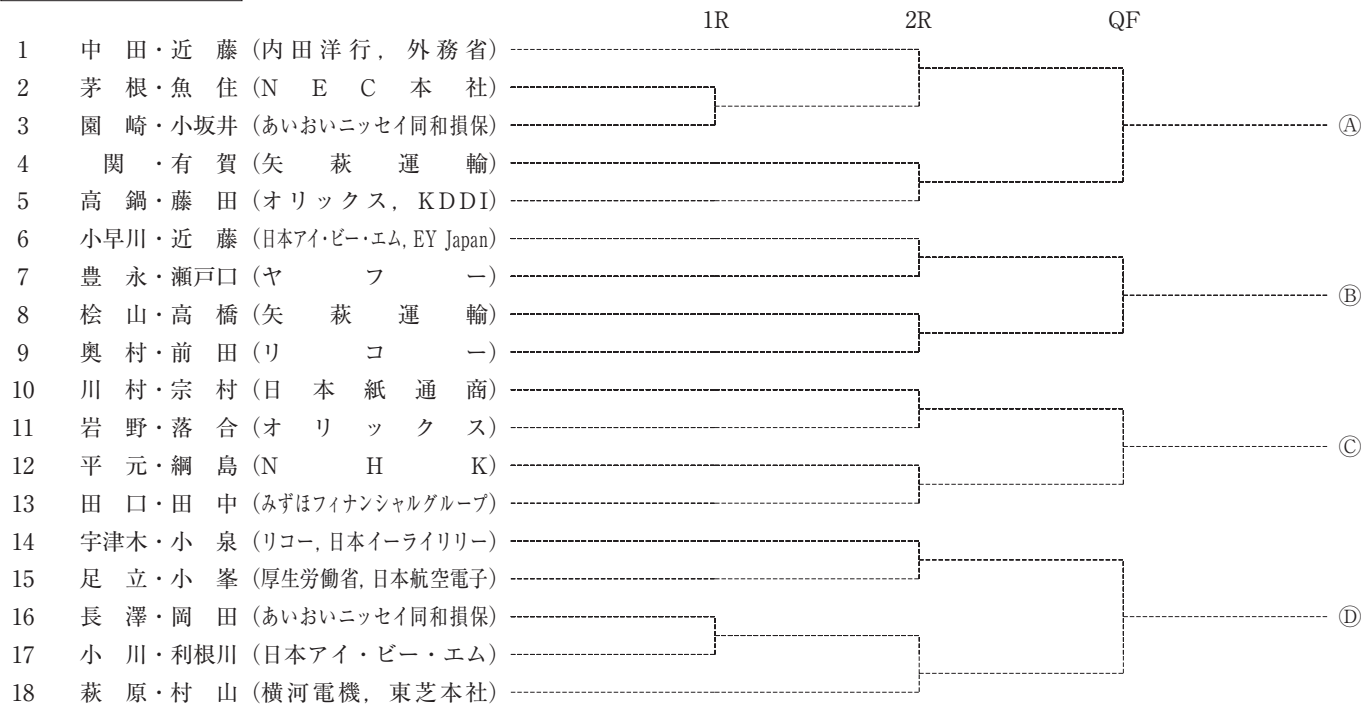 1R 2R QF
1 中田・近藤 (内田洋行, 外務省)
2 茅根・魚住 (NEC本社)
3 園崎・小坂井 (あいおいニッセイ同和損保)
Ⓐ
4 関・有賀 (矢萩運輸)
5 高鍋・藤田 (オリックス, KDDI)
6 小早川・近藤 (日本アイ・ビー・エム, EY Japan)
7 豊永・瀬戸口 (ヤフー)
Ⓑ
8 桧山・高橋 (矢萩運輸)
9 奥村・前田 (リコー)
10 川村・宗村 (日本紙通商)
11 岩野・落合 (オリックス)
Ⓒ
12 平元・綱島 (NHK)
13 田口・田中 (みずほフィナンシャルグループ)
14 宇津木・小泉 (リコー, 日本イーライリリー)
15 足立・小峯 (厚生労働省, 日本航空電子)
16 長澤・岡田 (あいおいニッセイ同和損保)
Ⓓ
17 小川・利根川 (日本アイ・ビー・エム)
18 萩原・村山 (横河電機, 東芝本社)